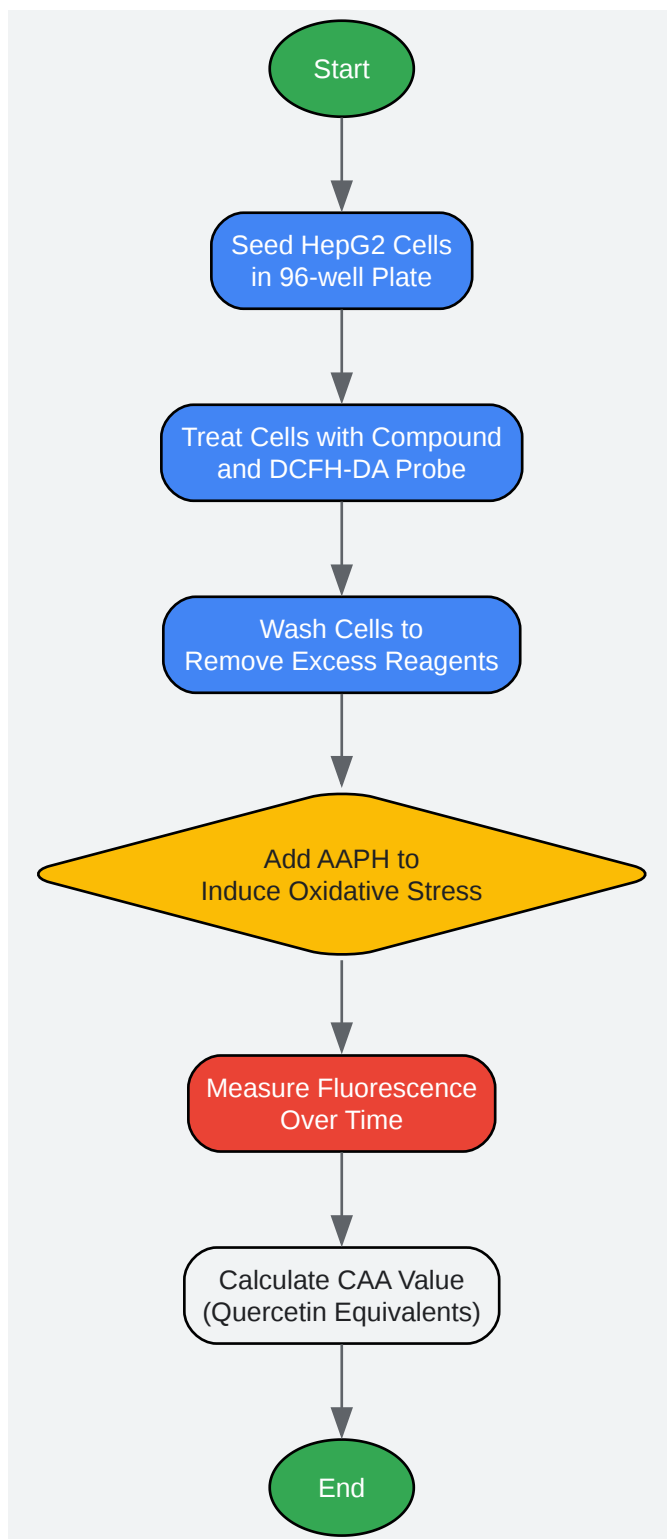 Start
Seed HepG2 Cells
in 96-well Plate
Treat Cells with Compound
and DCFH-DA Probe
Wash Cells to
Remove Excess Reagents
Add AAPH to
Induce Oxidative Stress
Measure Fluorescence
Over Time
Calculate CAA Value
(Quercetin Equivalents)
End